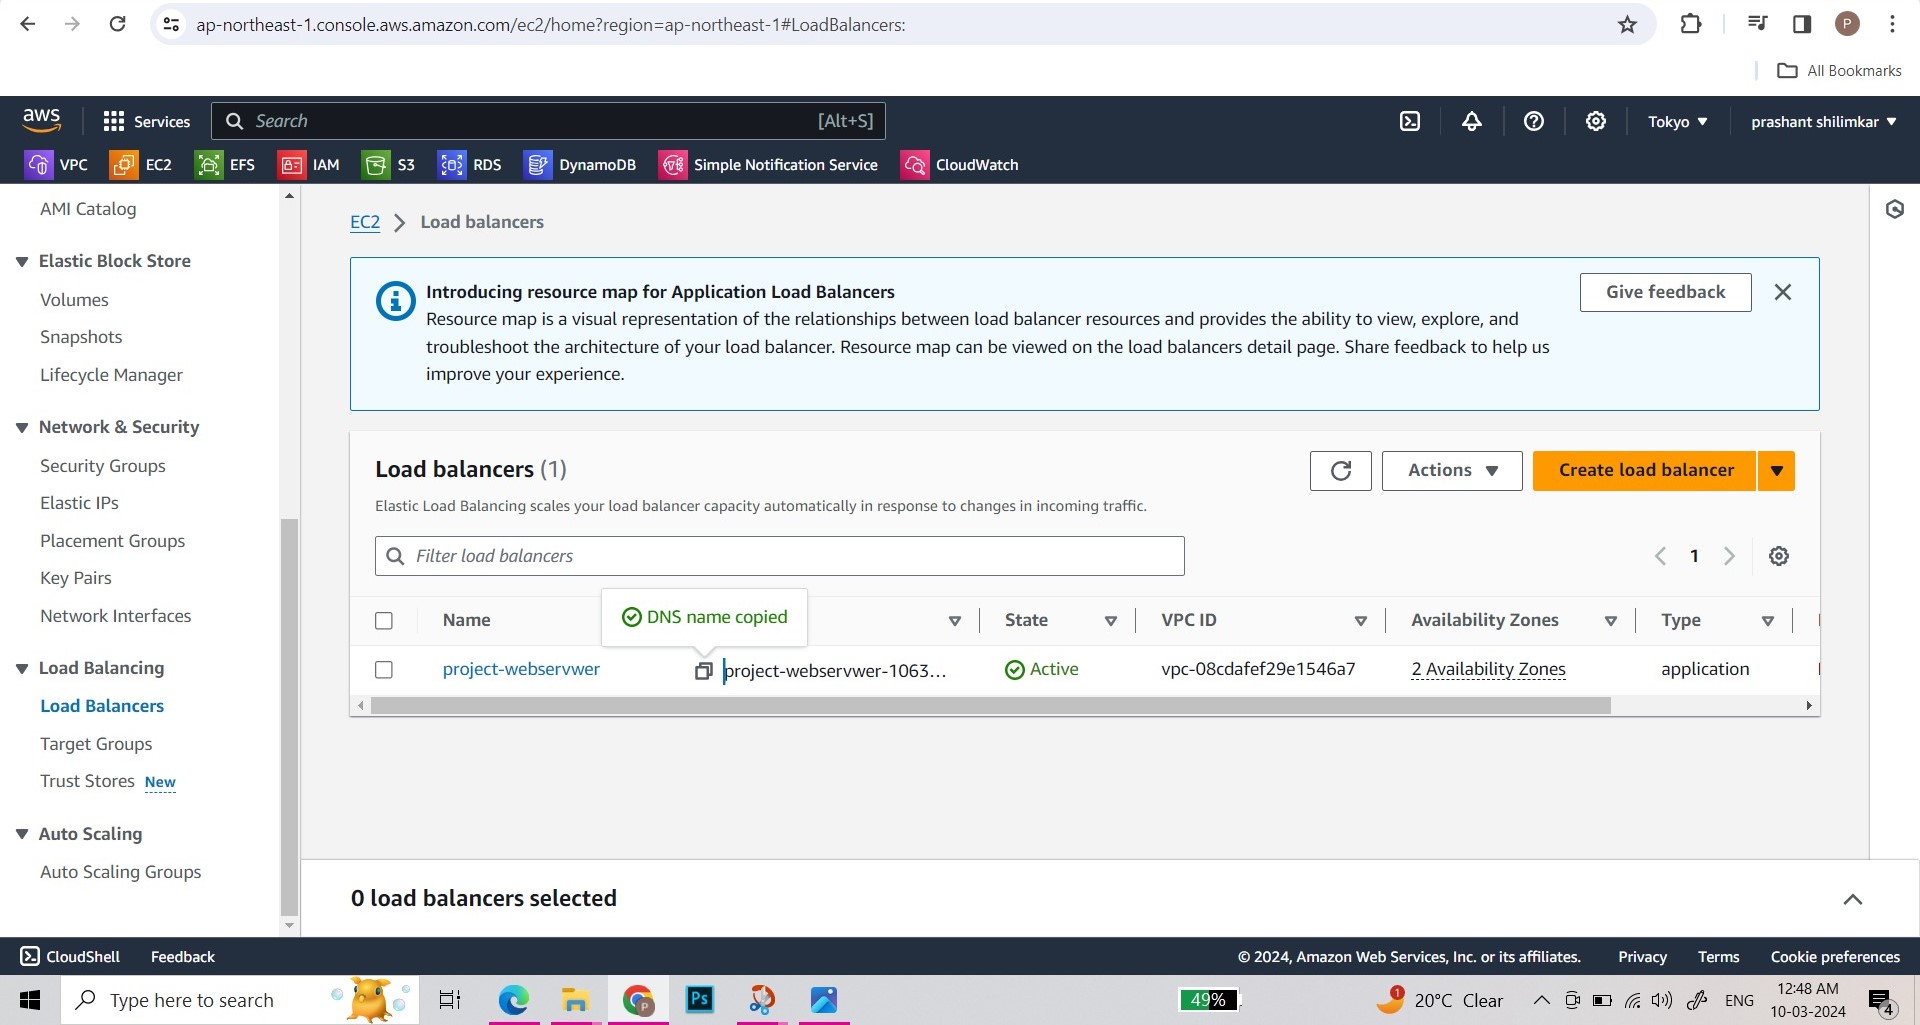 ap-northeast-1.console.aws.amazon.com/ec2/home?region=ap-northeast-1#LoadBalancers:
P
All Bookmarks
aws
Services
Search
[Alt+S]
Tokyo
prashant shilimkar
VPC
EC2
EFS
IAM
S3
RDS
DynamoDB
Simple Notification Service
CloudWatch
AMI Catalog
Elastic Block Store
Volumes
Snapshots
Lifecycle Manager
Network & Security
Security Groups
Elastic IPs
Placement Groups
Key Pairs
Network Interfaces
Load Balancing
Load Balancers
Target Groups
Trust Stores New
Auto Scaling
Auto Scaling Groups
EC2 > Load balancers
Introducing resource map for Application Load Balancers
Resource map is a visual representation of the relationships between load balancer resources and provides the ability to view, explore, and
troubleshoot the architecture of your load balancer. Resource map can be viewed on the load balancers detail page. Share feedback to help us
improve your experience.
Give feedback
Load balancers (1)
Actions
Create load balancer
Elastic Load Balancing scales your load balancer capacity automatically in response to changes in incoming traffic.
Filter load balancers
1
DNS name copied
Name
State
VPC ID
Availability Zones
Type
project-webservwer
project-webservwer-1063...
Active
vpc-08cdafef29e1546a7
2 Availability Zones
application
0 load balancers selected
CloudShell
Feedback
© 2024, Amazon Web Services, Inc. or its affiliates.
Privacy
Terms
Cookie preferences
Type here to search
P
Ps
49%
1
20°C Clear
ENG
12:48 AM
10-03-2024
4